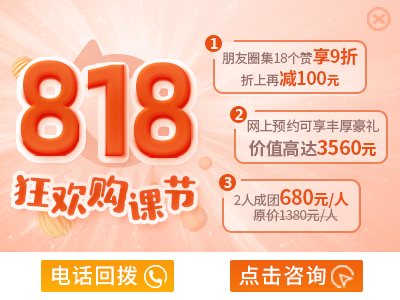 818
狂欢购课节
1
朋友圈集18个赞享9折
折上再减100元
2
网上预约可享丰厚豪礼
价值高达3560元
3
2人成团680元/人
原价1380元/人
电话回拨
点击咨询